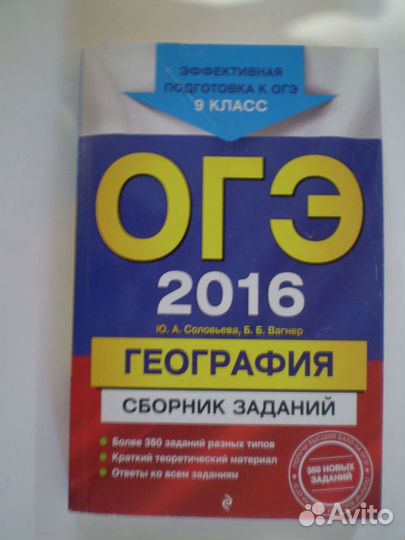 ЭФФЕКТИВНАЯ
ПОДГОТОВКА К ОГЭ
9 КЛАСС
ОГЭ
2016
Ю. А. Соловьева, Б. Б. Вагнер
ГЕОГРАФИЯ
СБОРНИК ЗАДАНИЙ
Более 350 заданий разных типов
Краткий теоретический материал
Ответы ко всем заданиям
350 НОВЫХ
ЗАДАНИЙ
Avito